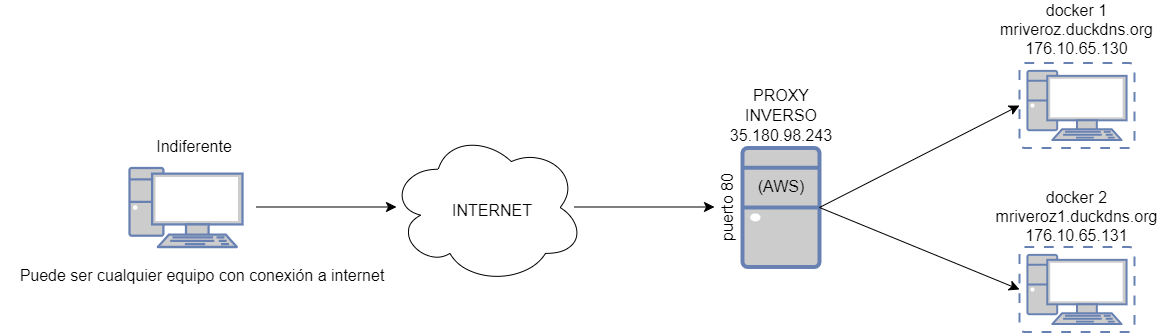 docker 1
mriveroz.duckdns.org
176.10.65.130
PROXY
INVERSO
35.180.98.243
Indiferente
(AWS)
puerto 80
INTERNET
docker 2
mriveroz1.duckdns.org
176.10.65.131
Puede ser cualquier equipo con conexión a internet